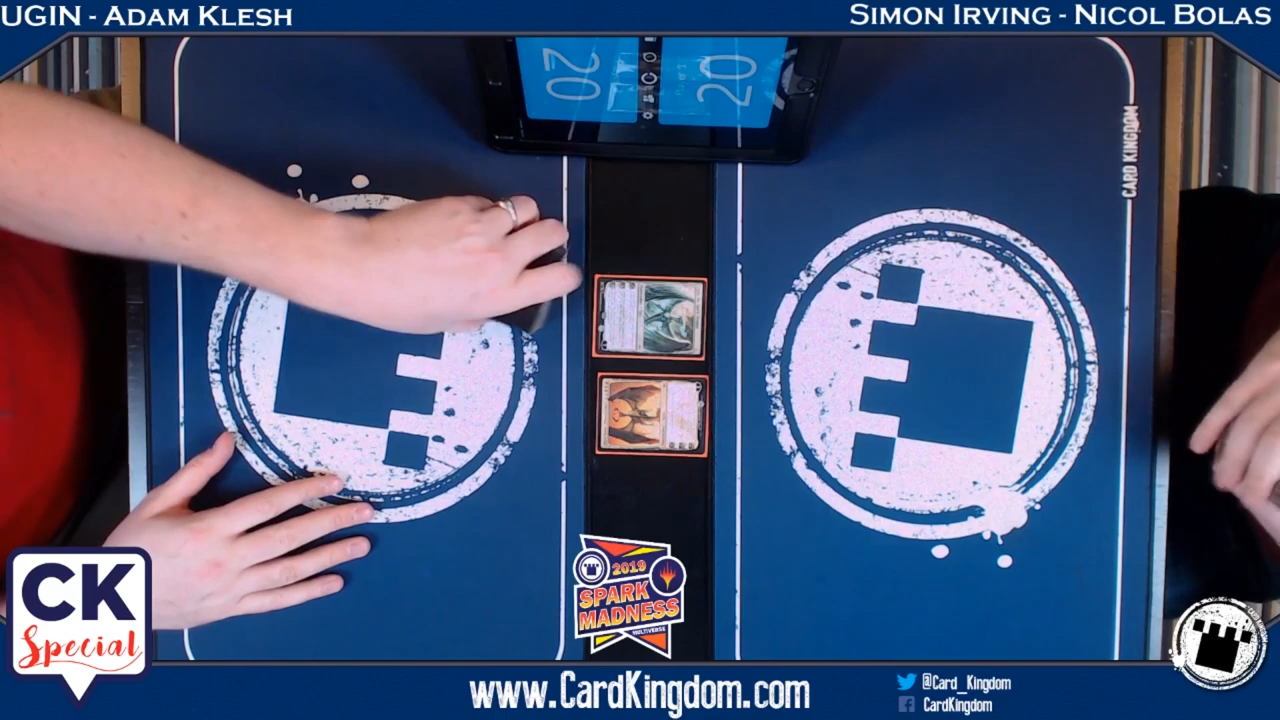 UGIN - ADAM KLESH
SIMON IRVING - NICOL BOLAS
20
20
CARD KINGDOM
2019
SPARK
MADNESS
MULTIVERSE
CK
Special
www.CardKingdom.com
@Card_Kingdom
CardKingdom